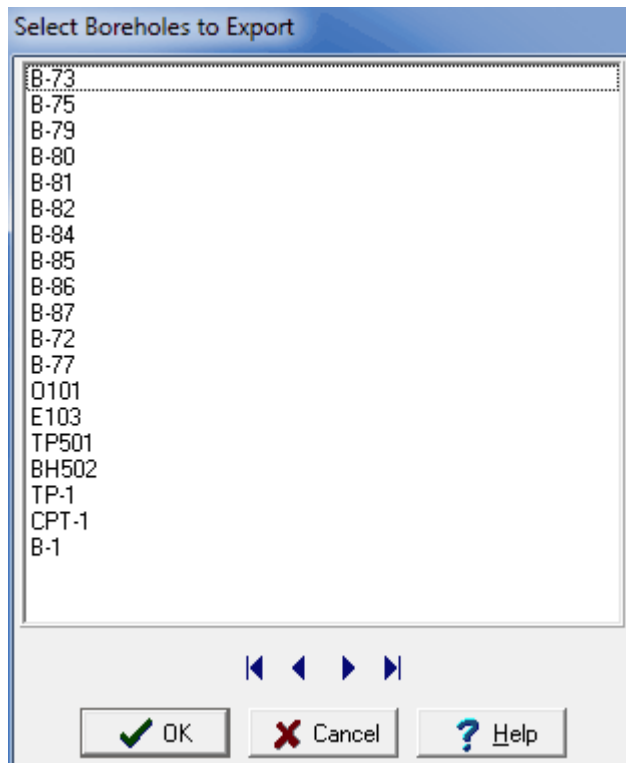 Select Boreholes to Export
B-73
B-75
B-79
B-80
B-81
B-82
B-84
B-85
B-86
B-87
B-72
B-77
O101
E103
TP501
BH502
TP-1
CPT-1
B-1
OK Cancel Help